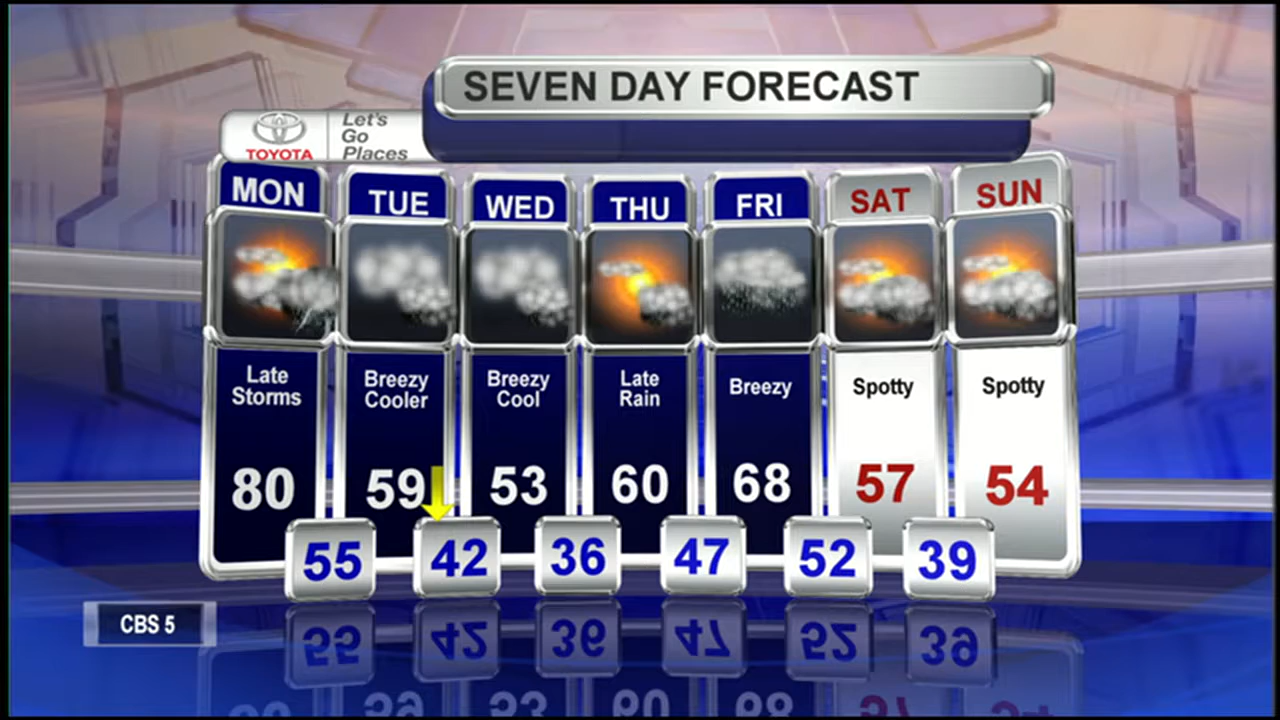 SEVEN DAY FORECAST
TOYOTA
Let's
Go
Places
MON
TUE
WED
THU
FRI
SAT
SUN
Late
Storms
Breezy
Cooler
Breezy
Cool
Late
Rain
Breezy
Spotty
Spotty
80
59
53
60
68
57
54
55
42
36
47
52
39
CBS 5